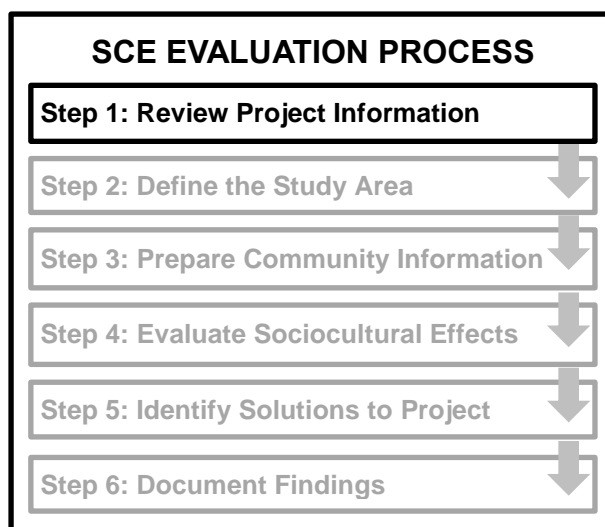 SCE EVALUATION PROCESS
Step 1: Review Project Information
Step 2: Define the Study Area
Step 3: Prepare Community Information
Step 4: Evaluate Sociocultural Effects
Step 5: Identify Solutions to Project
Step 6: Document Findings